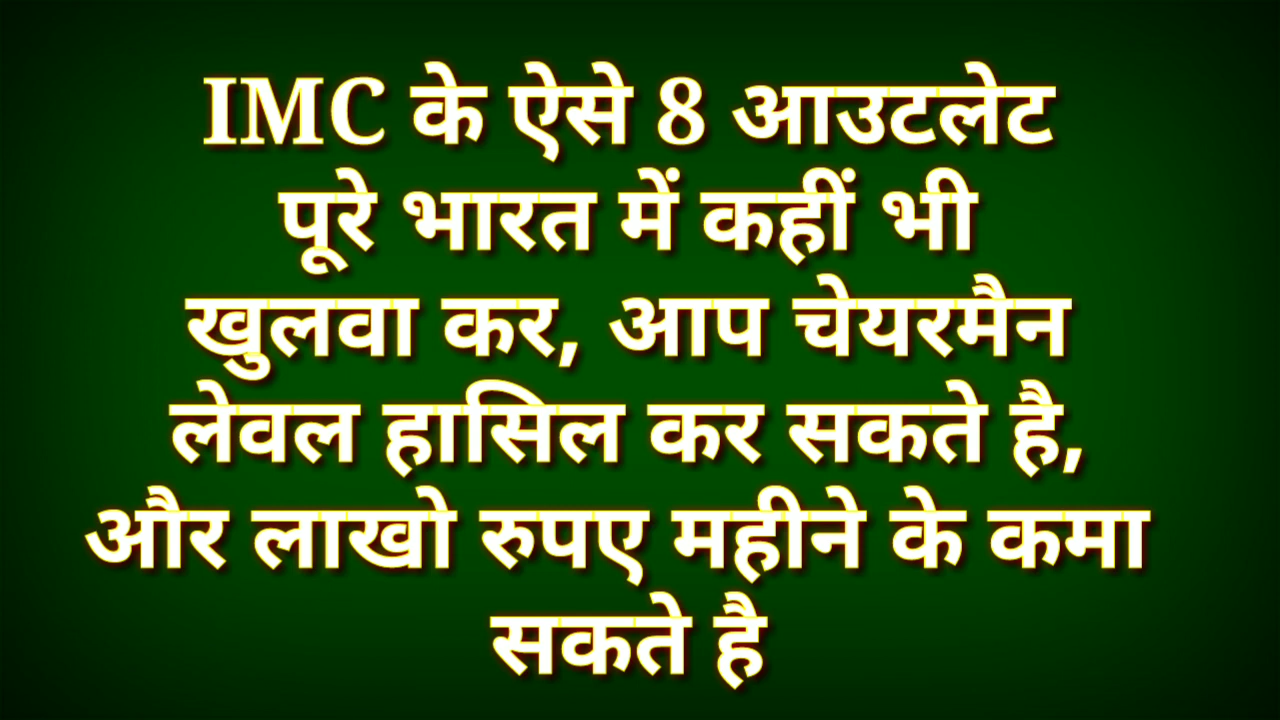 IMC के ऐसे 8 आउटलेट
पूरे भारत में कहीं भी
खुलवा कर, आप चेयरमैन
लेवल हासिल कर सकते है,
और लाखो रुपए महीने के कमा
सकते है